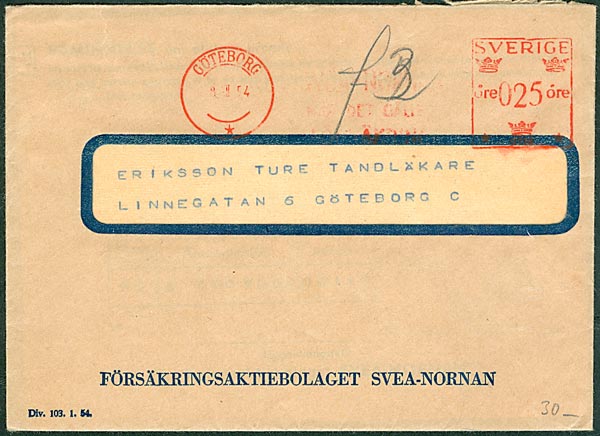 GÖTEBORG
SVERIGE
öre 025 öre
ERIKSSON TURE TANDLÄKARE
LINNEGATAN 6 GÖTEBORG C
FÖRSÄKRINGSAKTIEBOLAGET SVEA-NORNAN
Div. 103. 1. 54.
30—